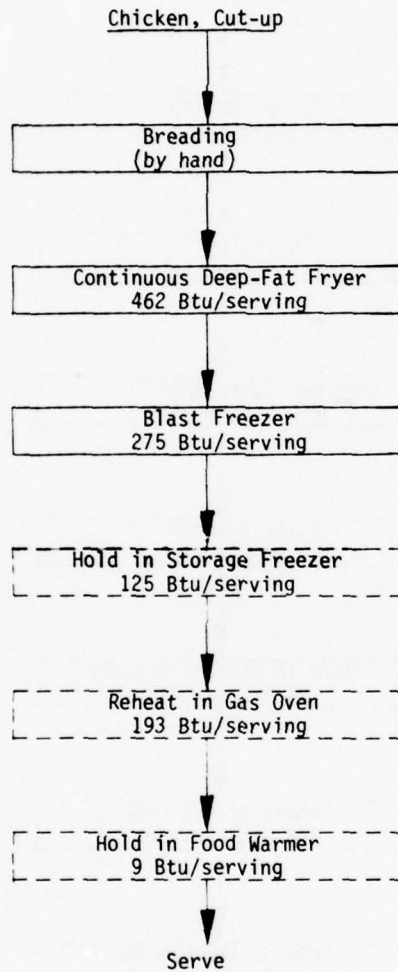 Chicken, Cut-up
Breading
(by hand)
Continuous Deep-Fat Fryer
462 Btu/serving
Blast Freezer
275 Btu/serving
Hold in Storage Freezer
125 Btu/serving
Reheat in Gas Oven
193 Btu/serving
Hold in Food Warmer
9 Btu/serving
Serve